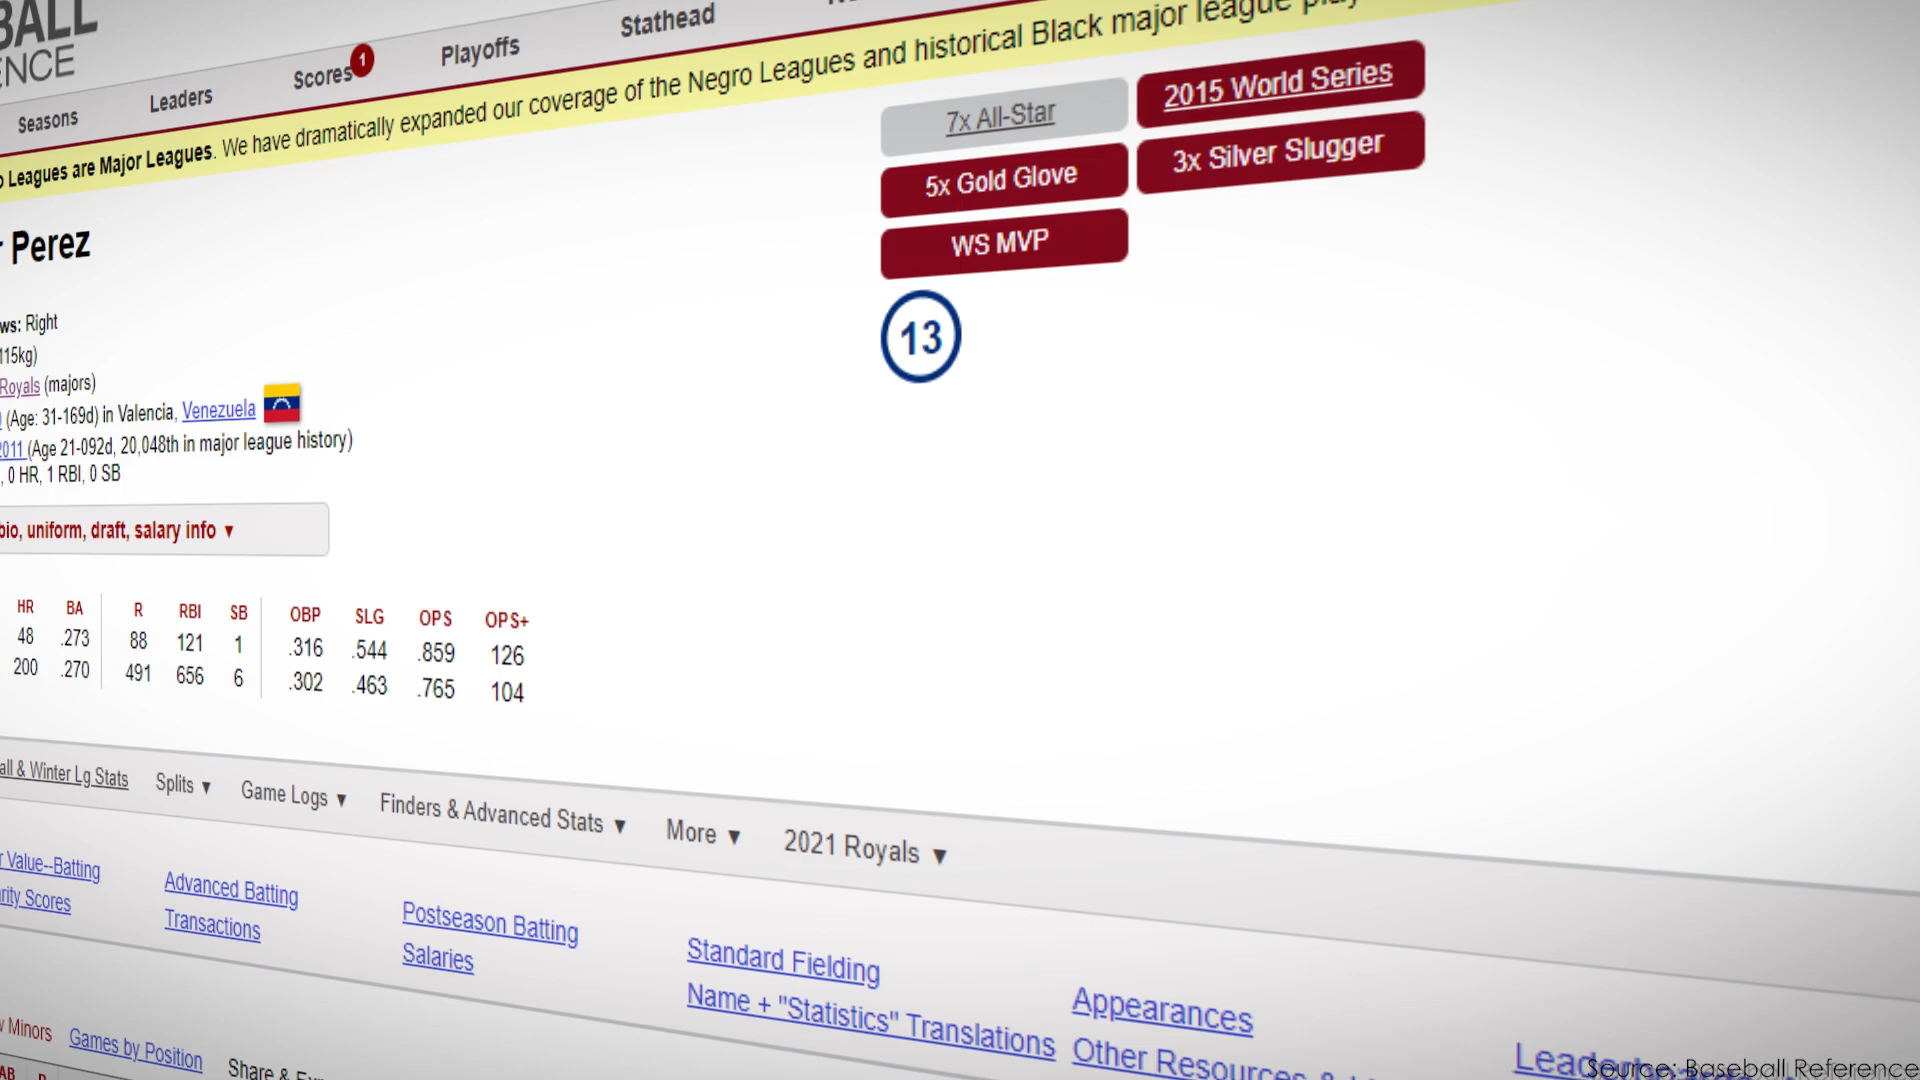 BALL
ENCE
Seasons
Leaders
Scores 1
Playoffs
Stathead
o Leagues are Major Leagues. We have dramatically expanded our coverage of the Negro Leagues and historical Black major league
7x All-Star
2015 World Series
5x Gold Glove
3x Silver Slugger
WS MVP
13
r Perez
ws: Right
115kg)
Royals (majors)
(Age: 31-169d) in Valencia, Venezuela
2011 (Age 21-092d, 20,048th in major league history)
, 0 HR, 1 RBI, 0 SB
bio, uniform, draft, salary info ▼
HR BA R RBI SB OBP SLG OPS OPS+
48 .273 88 121 1 .316 .544 .859 126
200 .270 491 656 6 .302 .463 .765 104
all & Winter Lg Stats
Splits ▼
Game Logs ▼
Finders & Advanced Stats ▼
More ▼
2021 Royals ▼
r Value--Batting
Advanced Batting
Postseason Batting
Standard Fielding
Appearances
arity Scores
Transactions
Salaries
Name + "Statistics" Translations
Other Resources &
w Minors
Games by Position
Share &
AB
Source: Baseball Reference